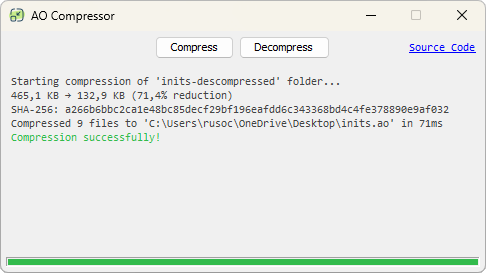 AO Compressor
Compress
Decompress
Source Code
Starting compression of 'inits-descompressed' folder...
465,1 KB → 132,9 KB (71,4% reduction)
SHA-256: a266b6bbc2ca1e48bc85decf29bf196eafdd6c343368bd4c4fe378890e9af032
Compressed 9 files to 'C:\Users\rusoc\OneDrive\Desktop\inits.ao' in 71ms
Compression successfully!